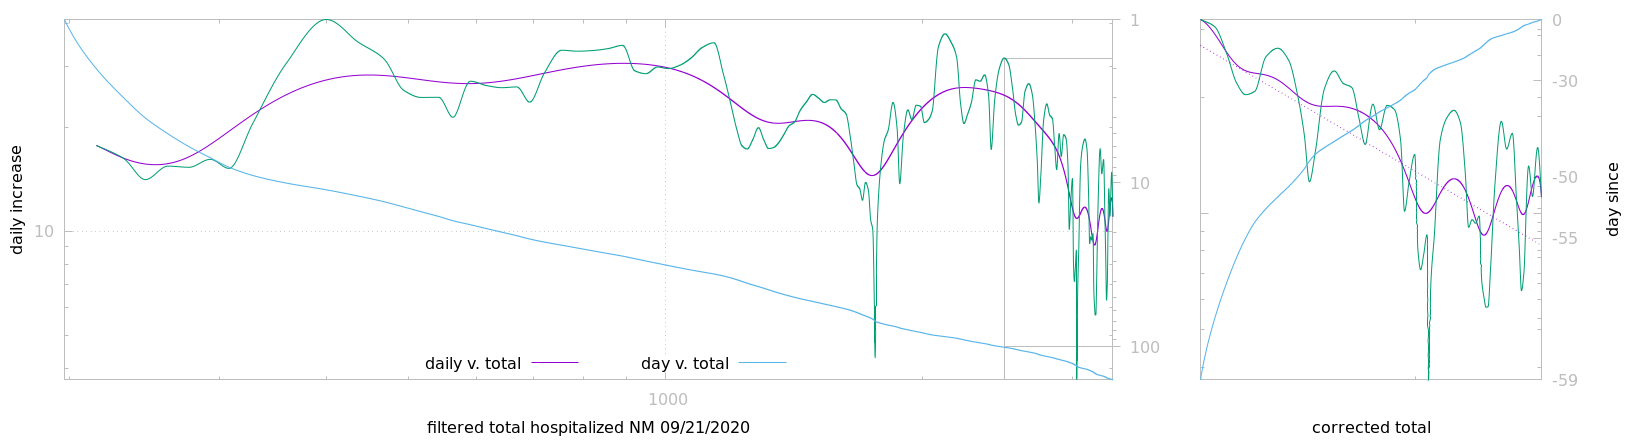 1
0
-30
daily increase
10
10
-50
day since
-55
daily v. total
day v. total
100
-59
1000
filtered total hospitalized NM 09/21/2020
corrected total